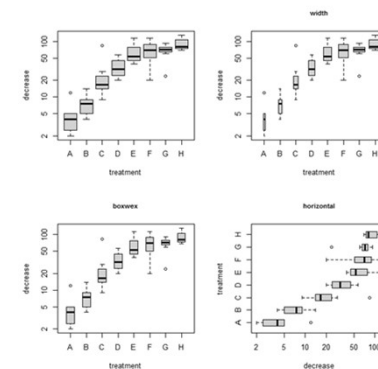 width
decrease
100
50
20
10
5
2
A B C D E F G H
treatment
decrease
100
50
20
10
5
2
A B C D E F G H
treatment
boxwex
horizontal
decrease
100
50
20
10
5
2
A B C D E F G H
treatment
treatment
H
G
F
E
D
C
B
A
2 5 10 20 50 100
decrease